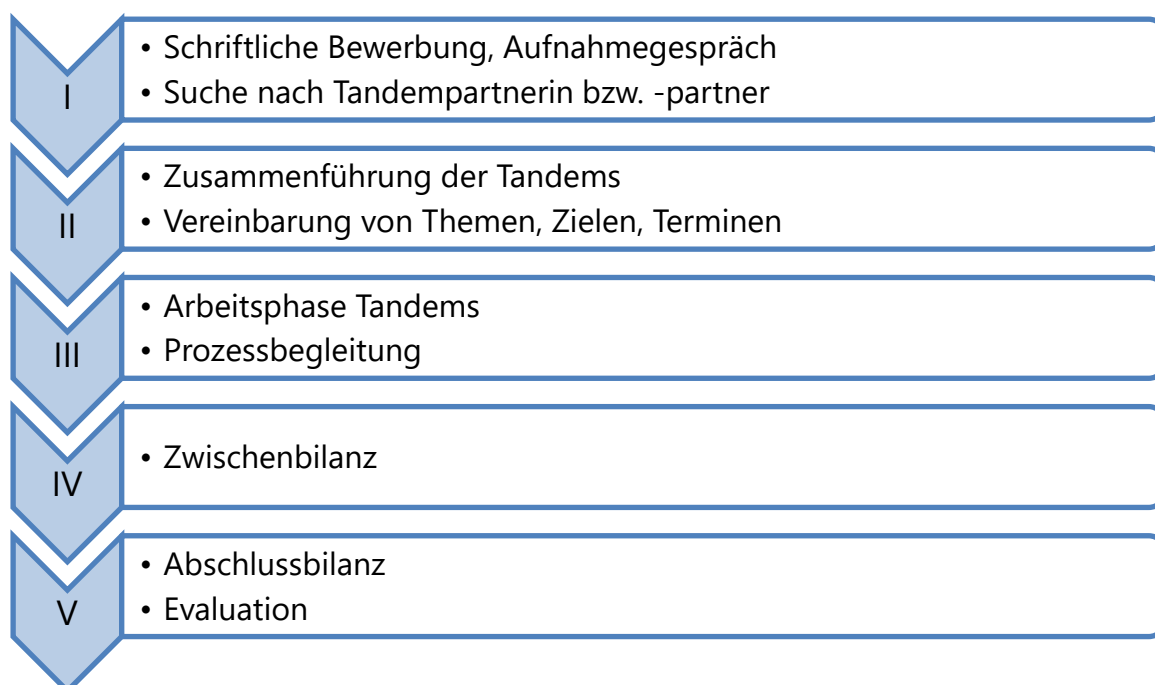 I
• Schriftliche Bewerbung, Aufnahmegespräch
• Suche nach Tandempartnerin bzw. -partner
II
• Zusammenführung der Tandems
• Vereinbarung von Themen, Zielen, Terminen
III
• Arbeitsphase Tandems
• Prozessbegleitung
IV
• Zwischenbilanz
V
• Abschlussbilanz
• Evaluation